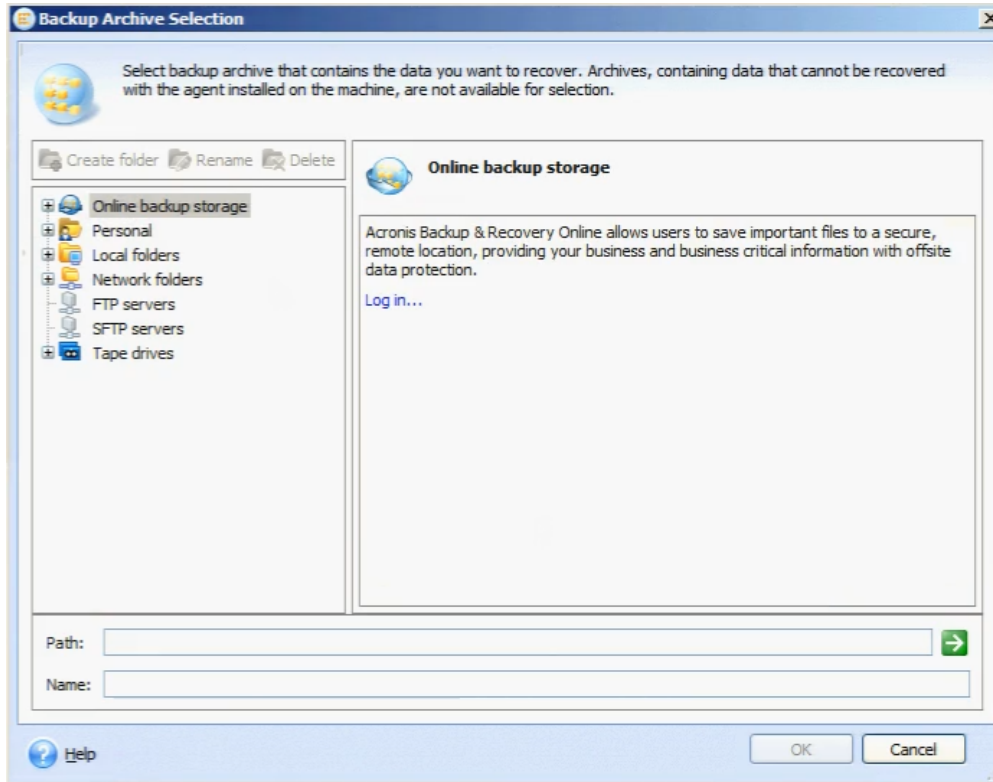 Backup Archive Selection
Select backup archive that contains the data you want to recover. Archives, containing data that cannot be recovered
with the agent installed on the machine, are not available for selection.
Create folder Rename Delete
Online backup storage
Personal
Local folders
Network folders
FTP servers
SFTP servers
Tape drives
Online backup storage
Acronis Backup & Recovery Online allows users to save important files to a secure,
remote location, providing your business and business critical information with offsite
data protection.
Log in...
Path:
Name:
Help
OK Cancel